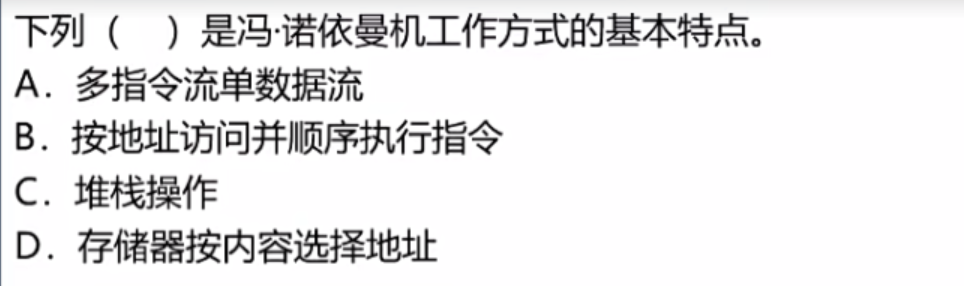 下列（　）是冯·诺依曼机工作方式的基本特点。
A．多指令流单数据流
B．按地址访问并顺序执行指令
C．堆栈操作
D．存储器按内容选择地址